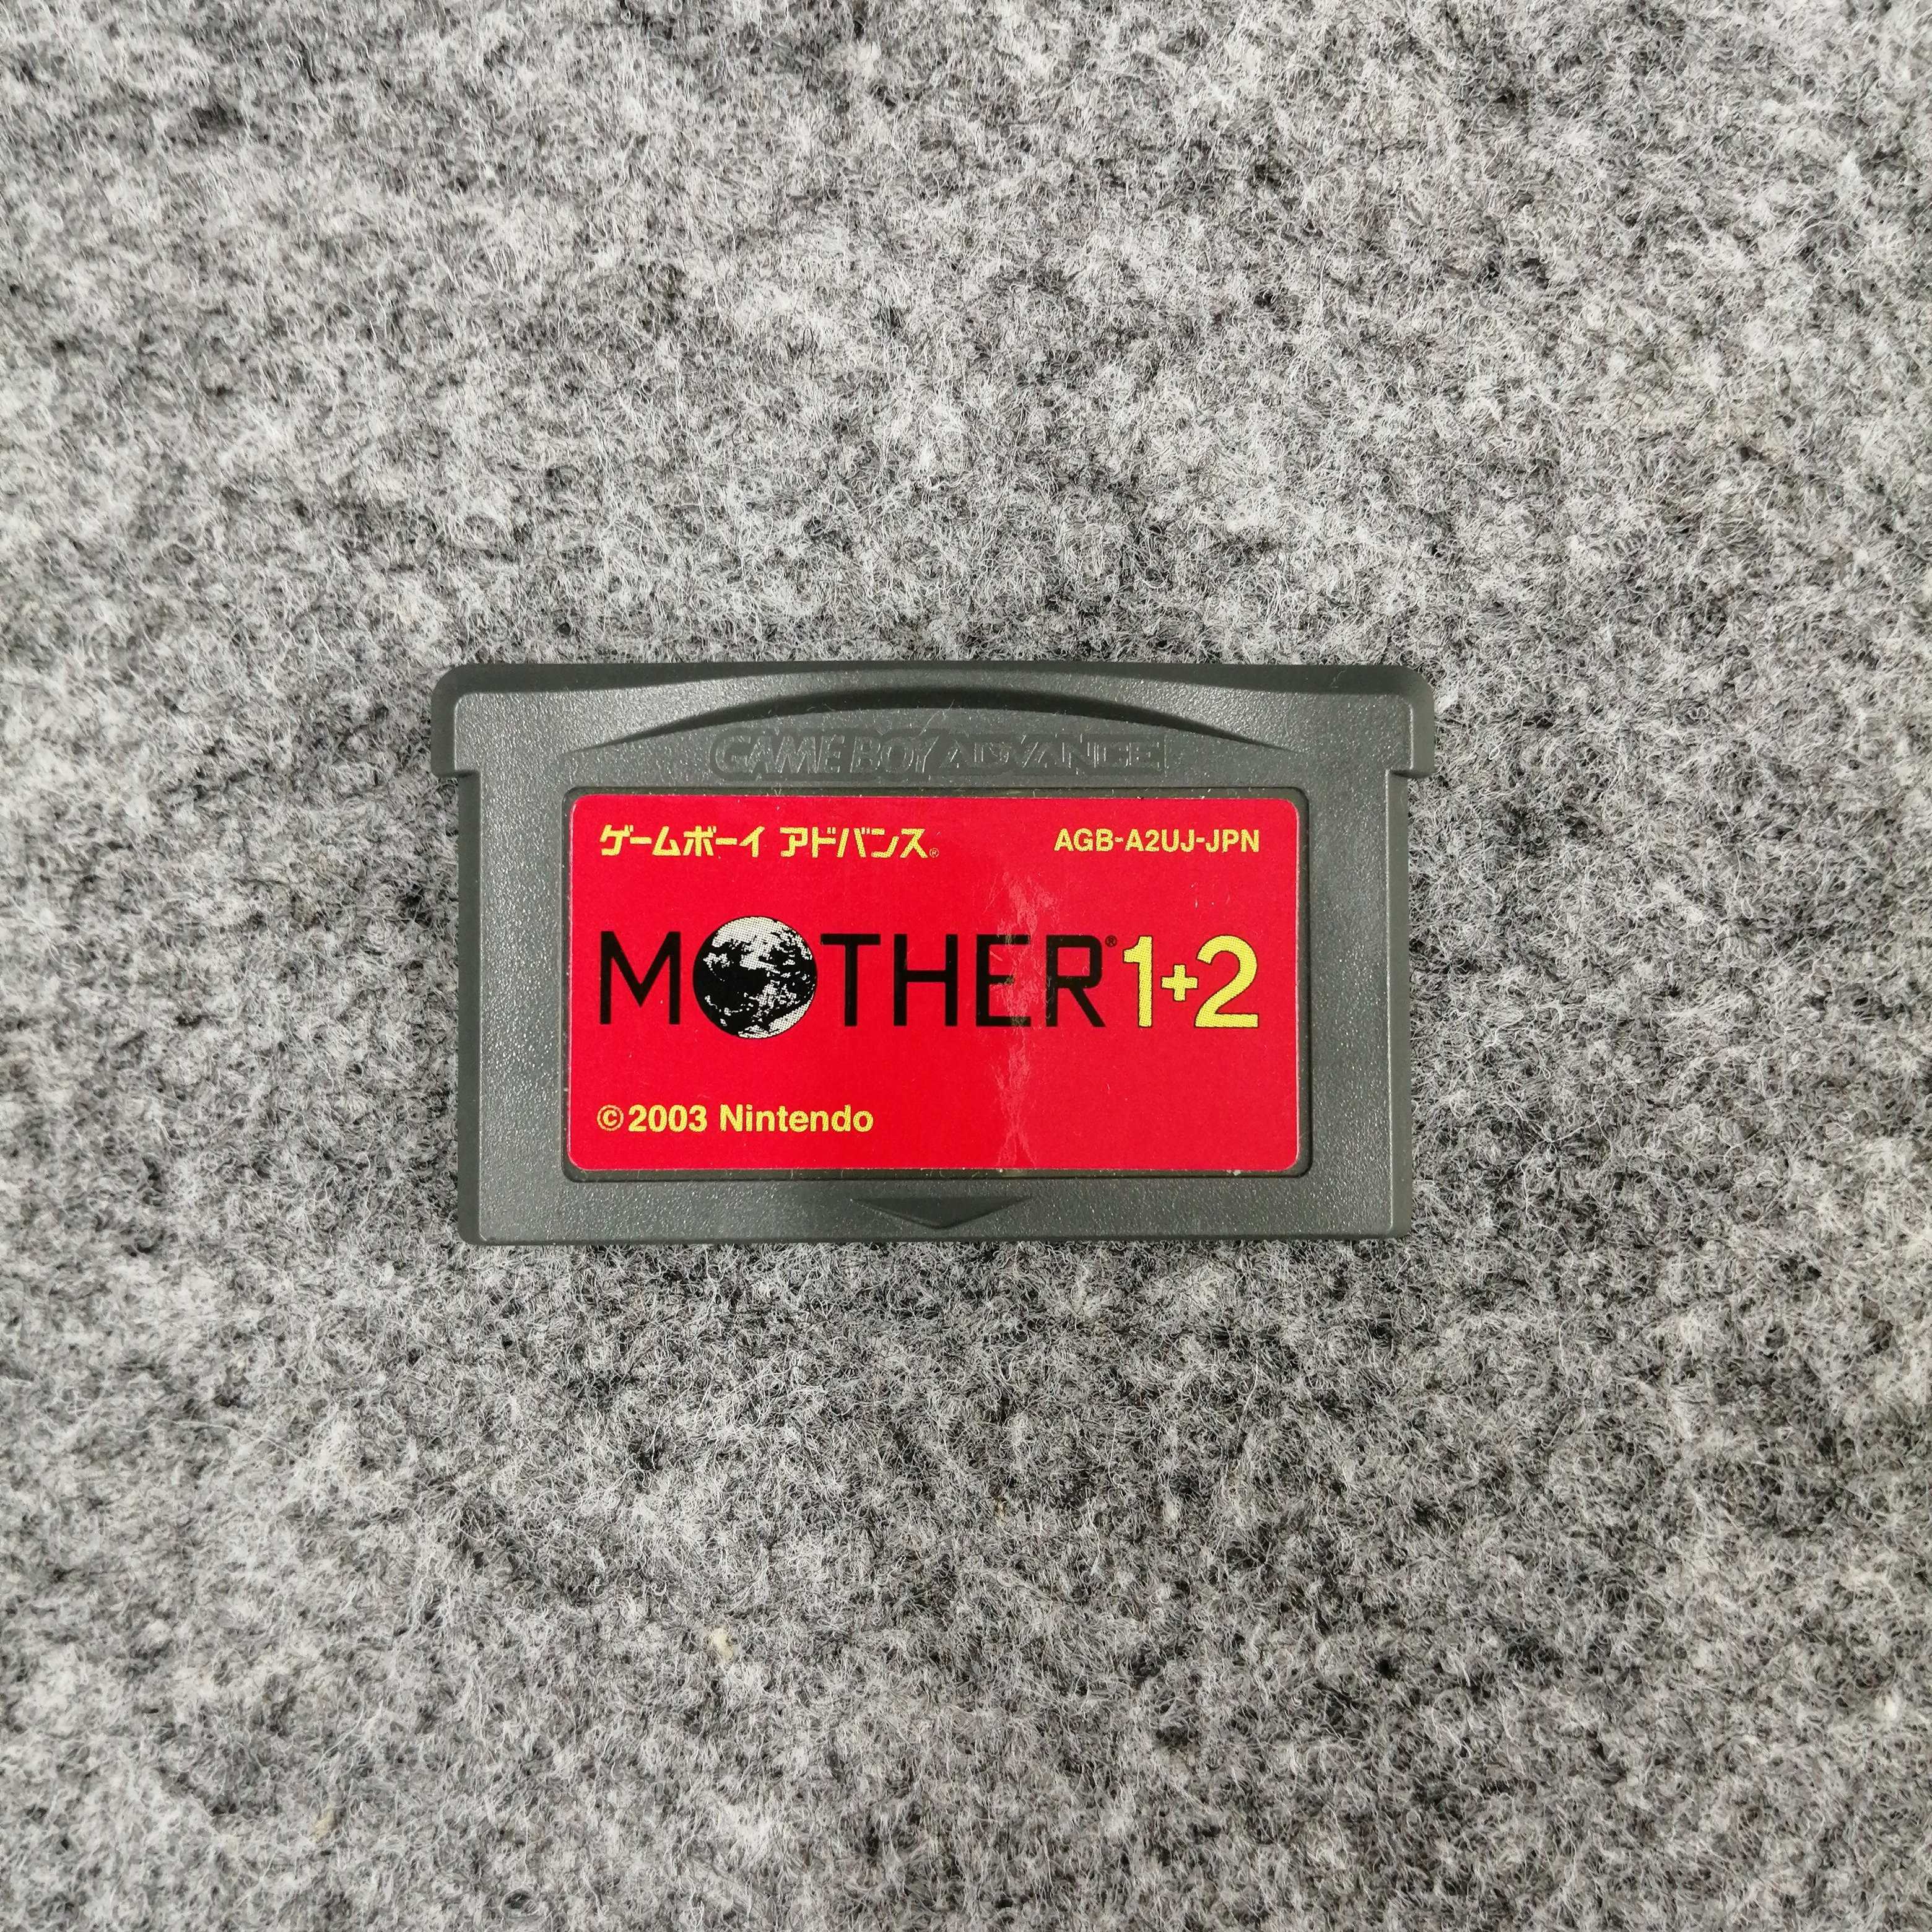 GAME BOY ADVANCE
ゲームボーイ アドバンス®
AGB-A2UJ-JPN
MOTHER® 1+2
©2003 Nintendo